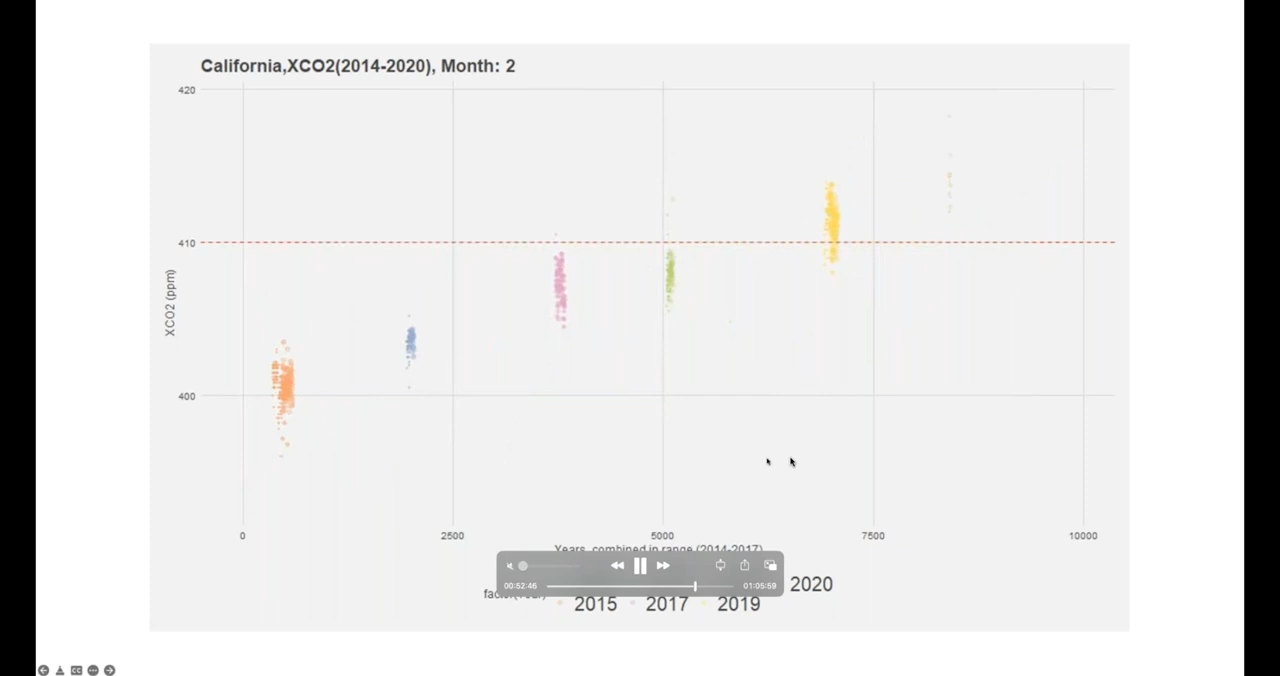 California,XCO2(2014-2020), Month: 2
420
410
400
XCO2 (ppm)
0 2500 5000 7500 10000
Years, combined in range (2014-2017)
00:52:46 01:05:59
2020
2015 2017 2019
CC